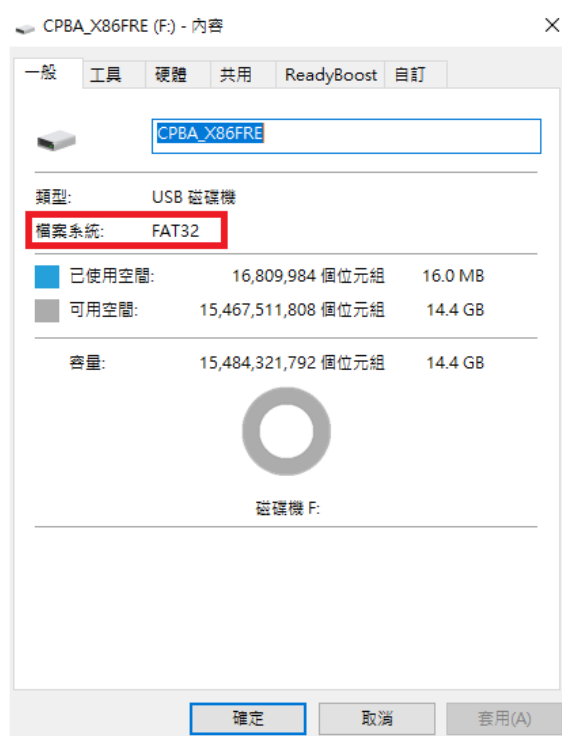 CPBA_X86FRE (F:) - 內容
一般 工具 硬體 共用 ReadyBoost 自訂
CPBA_X86FRE
類型: USB 磁碟機
檔案系統: FAT32
已使用空間: 16,809,984 個位元組 16.0 MB
可用空間: 15,467,511,808 個位元組 14.4 GB
容量: 15,484,321,792 個位元組 14.4 GB
磁碟機 F:
確定 取消 套用(A)